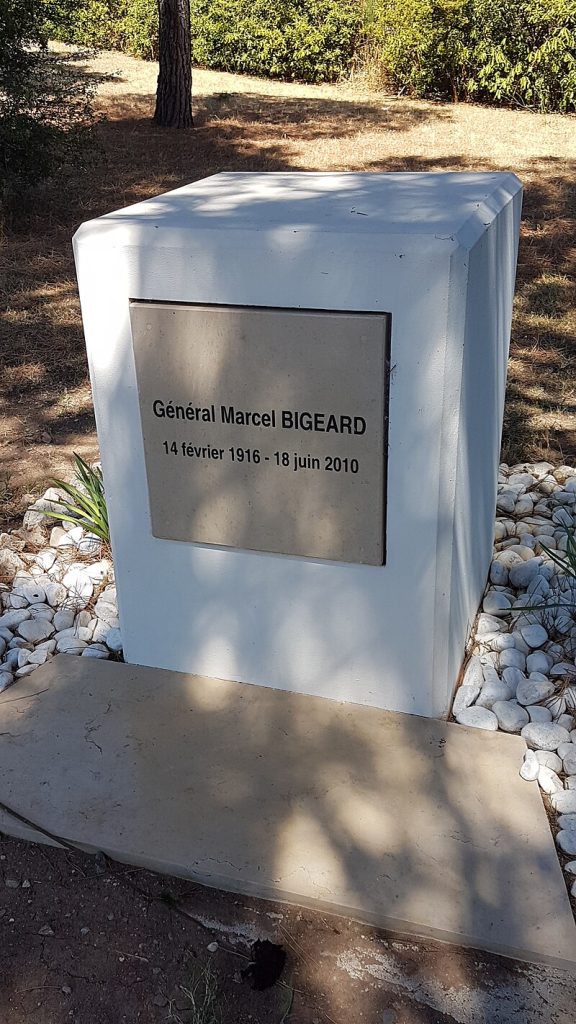 Général Marcel BIGEARD
14 février 1916 - 18 juin 2010